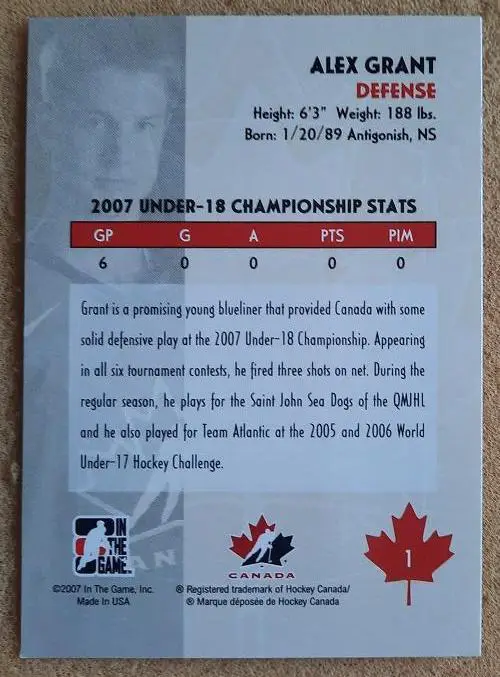 ALEX GRANT
DEFENSE
Height: 6'3" Weight: 188 lbs.
Born: 1/20/89 Antigonish, NS
2007 UNDER-18 CHAMPIONSHIP STATS
GP G A PTS PIM
6 0 0 0 0
Grant is a promising young blueliner that provided Canada with some
solid defensive play at the 2007 Under-18 Championship. Appearing
in all six tournament contests, he fired three shots on net. During the
regular season, he plays for the Saint John Sea Dogs of the QMJHL
and he also played for Team Atlantic at the 2005 and 2006 World
Under-17 Hockey Challenge.
IN
THE
GAME
CANADA
1
©2007 In The Game, Inc.
Made in USA
® Registered trademark of Hockey Canada/
® Marque déposée de Hockey Canada